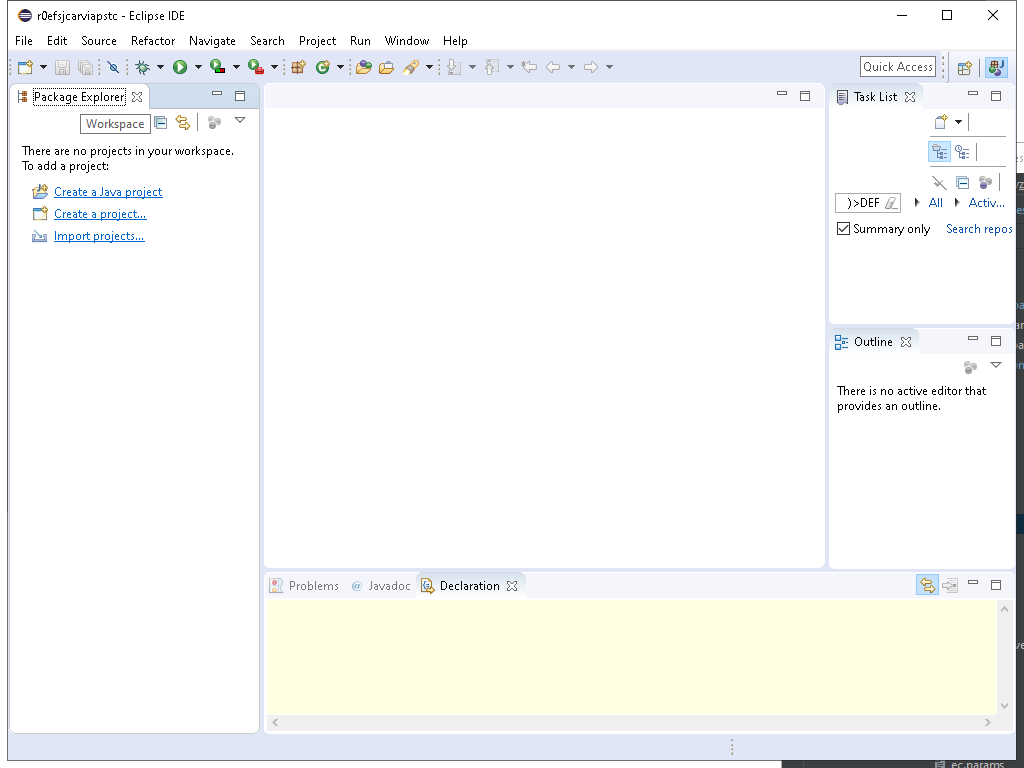 r0efsjcarviapstc - Eclipse IDE
File Edit Source Refactor Navigate Search Project Run Window Help
Quick Access
Package Explorer
Workspace
There are no projects in your workspace.
To add a project:
Create a Java project
Create a project...
Import projects...
Task List
)>DEF All Activ...
Summary only Search repos
Outline
There is no active editor that
provides an outline.
Problems @ Javadoc Declaration
ec.params